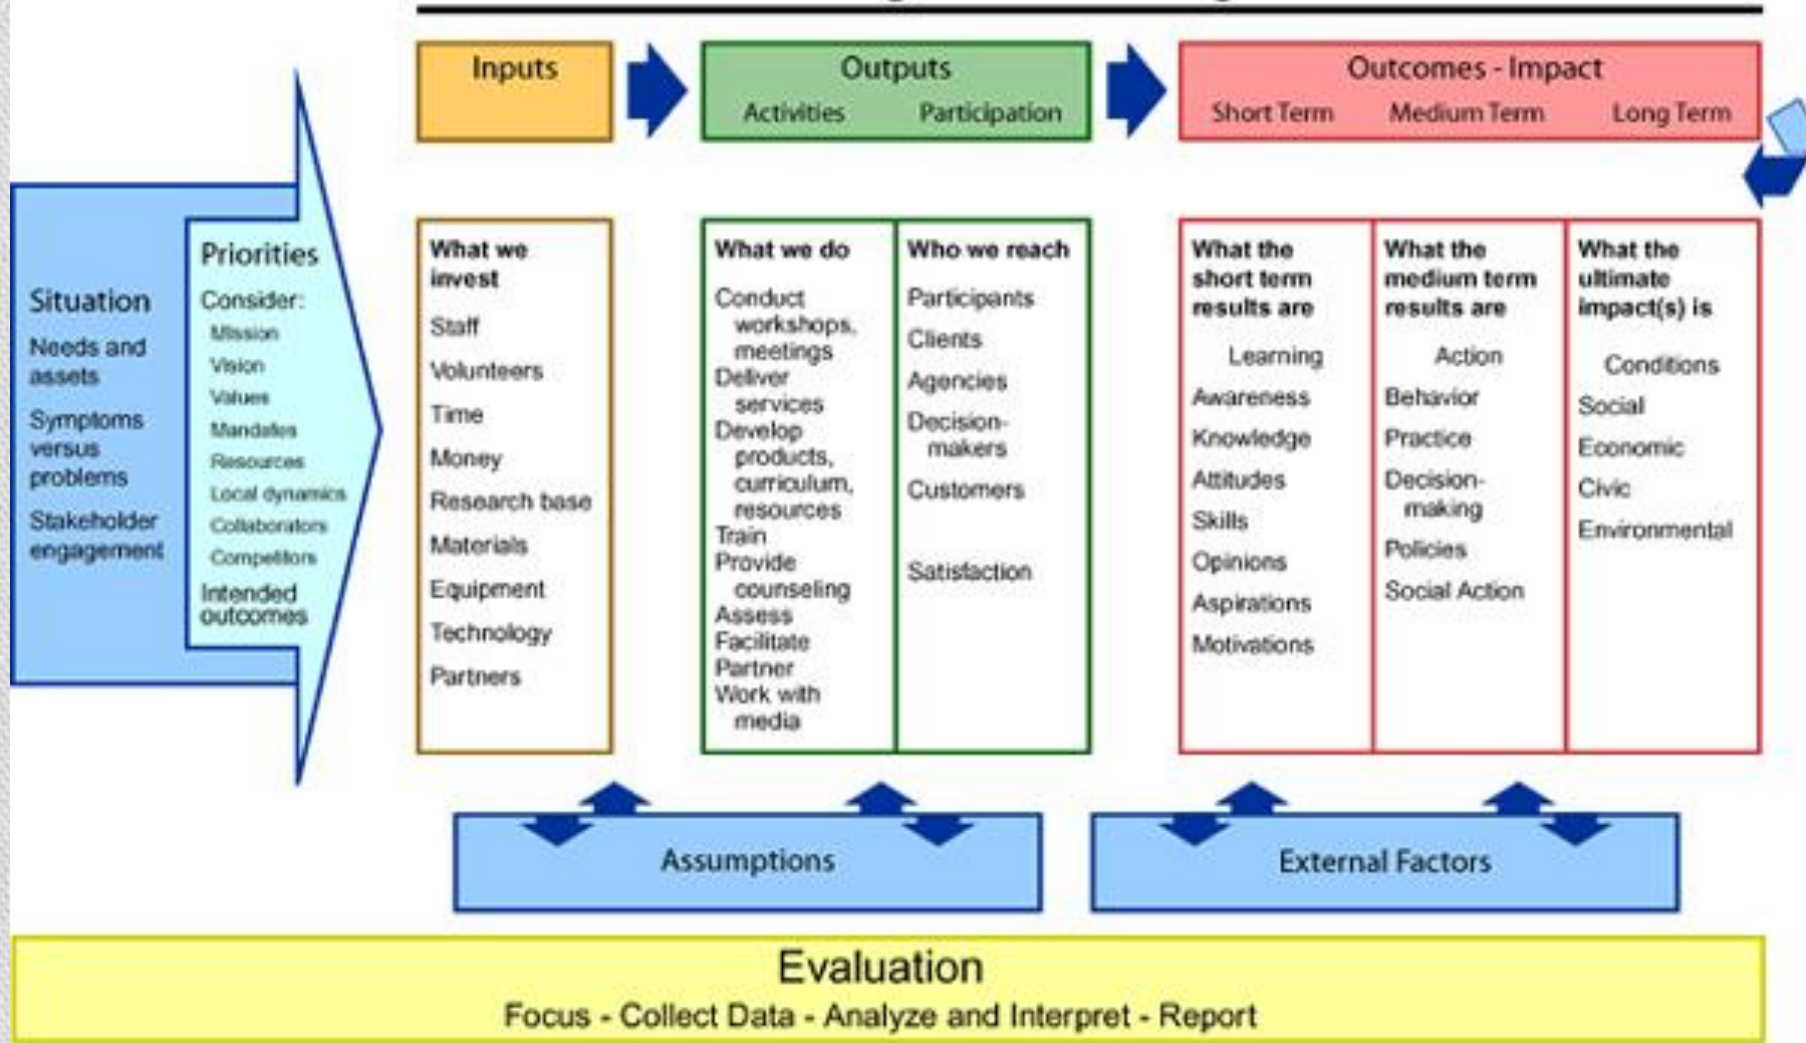 Inputs
Outputs
Activities Participation
Outcomes - Impact
Short Term Medium Term Long Term
Situation
Needs and
assets
Symptoms
versus
problems
Stakeholder
engagement
Priorities
Consider:
Mission
Vision
Values
Mandates
Resources
Local dynamics
Collaborators
Competitors
Intended
outcomes
What we
invest
Staff
Volunteers
Time
Money
Research base
Materials
Equipment
Technology
Partners
What we do
Conduct
workshops,
meetings
Deliver
services
Develop
products,
curriculum,
resources
Train
Provide
counseling
Assess
Facilitate
Partner
Work with
media
Who we reach
Participants
Clients
Agencies
Decision-
makers
Customers
Satisfaction
What the
short term
results are
Learning
Awareness
Knowledge
Attitudes
Skills
Opinions
Aspirations
Motivations
What the
medium term
results are
Action
Behavior
Practice
Decision-
making
Policies
Social Action
What the
ultimate
impact(s) is
Conditions
Social
Economic
Civic
Environmental
Assumptions
External Factors
Evaluation
Focus - Collect Data - Analyze and Interpret - Report